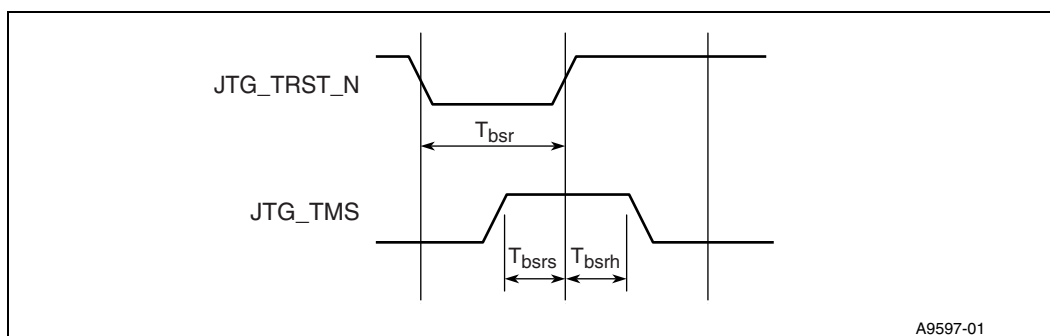 JTG_TRST_N
Tbsr
JTG_TMS
Tbsrs
Tbsrh
A9597-01